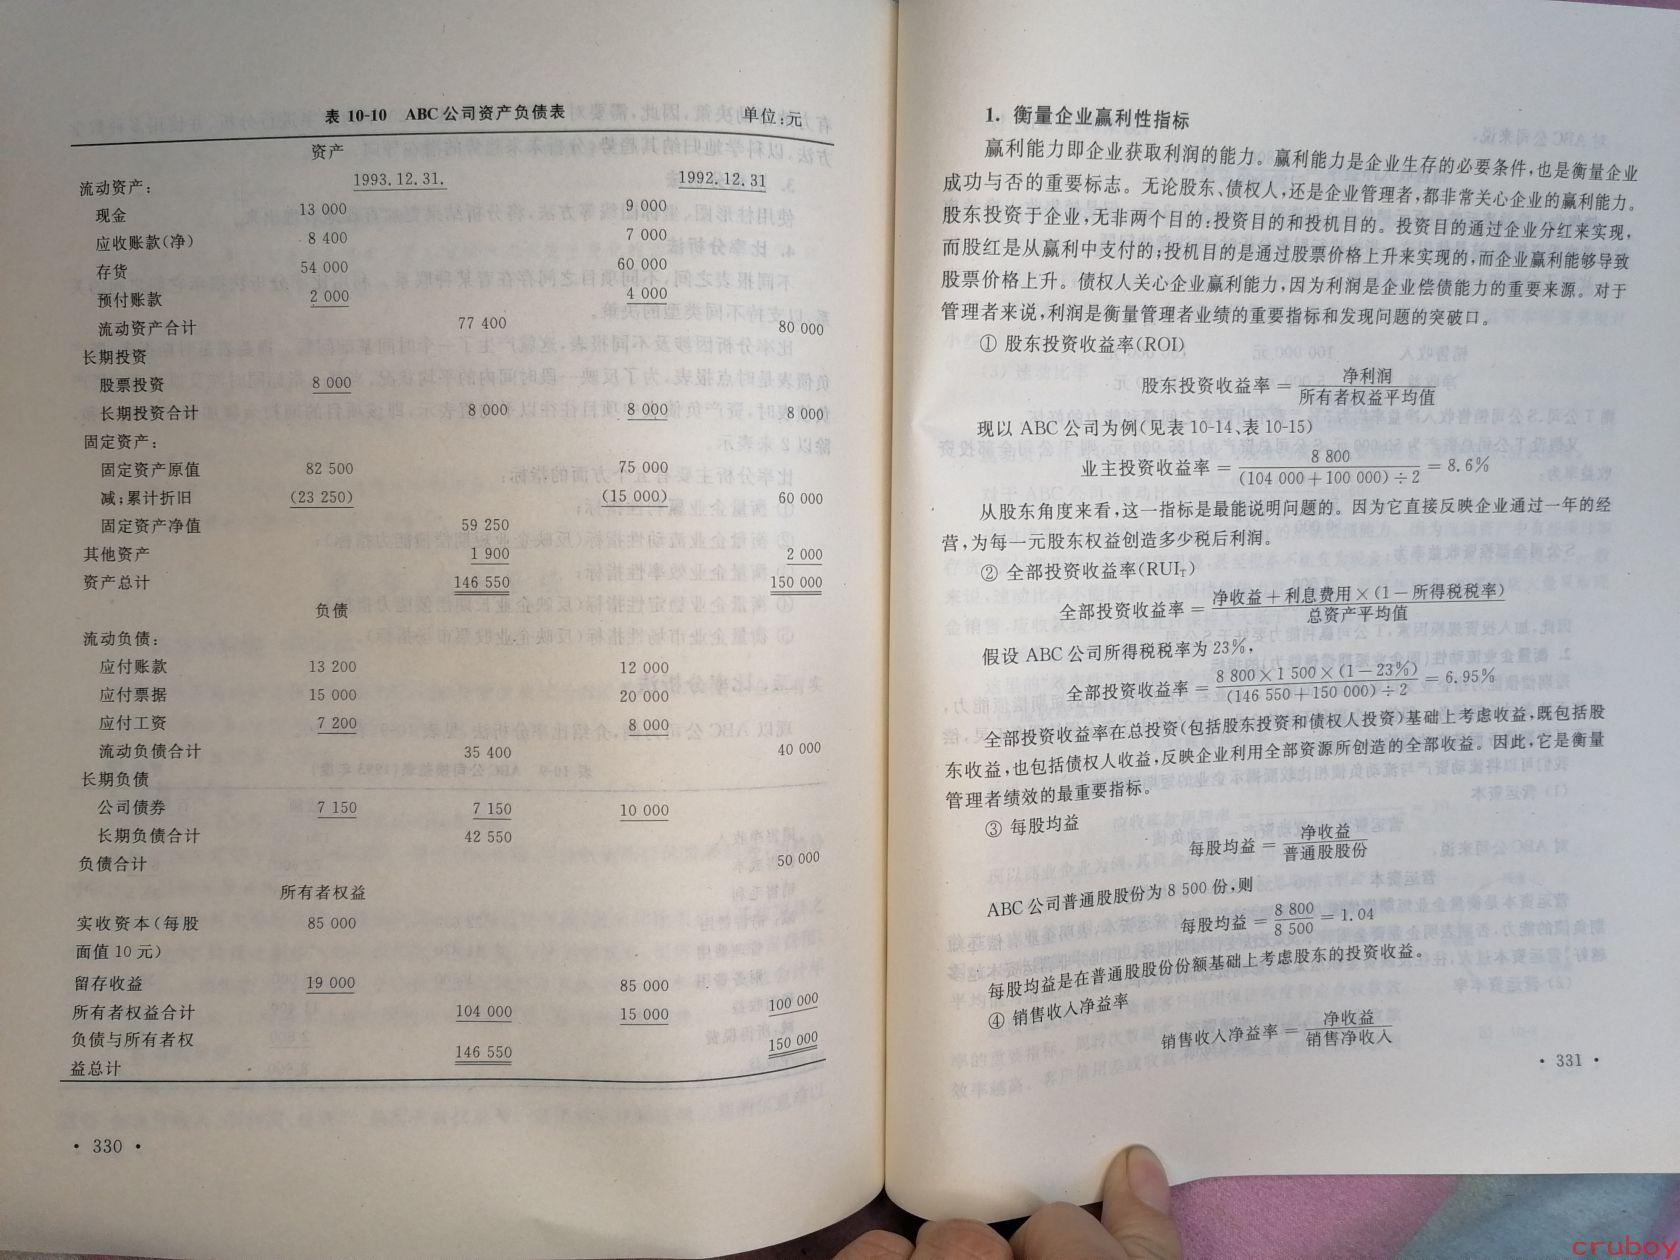 表 10-10 ABC 公司资产负债表 单位:元
资产
流动资产： 1993.12.31. 1992.12.31
现金 13 000 9 000
应收账款(净) 8 400 7 000
存货 54 000 60 000
预付账款 2 000 4 000
流动资产合计 77 400 80 000
长期投资
股票投资 8 000
长期投资合计 8 000 8 000 8 000
固定资产：
固定资产原值 82 500 75 000
减;累计折旧 (23 250) (15 000) 60 000
固定资产净值 59 250
其他资产 1 900 2 000
资产总计 146 550 150 000
负债
流动负债：
应付账款 13 200 12 000
应付票据 15 000 20 000
应付工资 7 200 8 000
流动负债合计 35 400 40 000
长期负债
公司债券 7 150 7 150 10 000
长期负债合计 42 550
负债合计 50 000
所有者权益
实收资本(每股 85 000
面值 10 元)
留存收益 19 000 85 000
所有者权益合计 104 000 15 000 100 000
负债与所有者权 146 550 150 000
益总计
· 330 ·
1. 衡量企业赢利性指标
赢利能力即企业获取利润的能力。赢利能力是企业生存的必要条件,也是衡量企业
成功与否的重要标志。无论股东、债权人,还是企业管理者,都非常关心企业的赢利能力。
股东投资于企业,无非两个目的:投资目的和投机目的。投资目的通过企业分红来实现,
而股红是从赢利中支付的;投机目的是通过股票价格上升来实现的,而企业赢利能够导致
股票价格上升。债权人关心企业赢利能力,因为利润是企业偿债能力的重要来源。对于
管理者来说,利润是衡量管理者业绩的重要指标和发现问题的突破口。
① 股东投资收益率(ROI)
股东投资收益率 = 净利润 / 所有者权益平均值
现以 ABC 公司为例(见表 10-14、表 10-15)
业主投资收益率 = 8 800 / (104 000+100 000)÷2 = 8.6%
从股东角度来看,这一指标是最能说明问题的。因为它直接反映企业通过一年的经
营,为每一元股东权益创造多少税后利润。
② 全部投资收益率(RUI_T)
全部投资收益率 = 净收益+利息费用×(1-所得税税率) / 总资产平均值
假设 ABC 公司所得税税率为 23%,
全部投资收益率 = 8 800×1 500×(1-23%) / (146 550+150 000)÷2 = 6.95%
全部投资收益率在总投资(包括股东投资和债权人投资)基础上考虑收益,既包括股
东收益,也包括债权人收益,反映企业利用全部资源所创造的全部收益。因此,它是衡量
管理者绩效的最重要指标。
③ 每股均益
每股均益 = 净收益 / 普通股股份
ABC 公司普通股股份为 8 500 份,则
每股均益 = 8 800 / 8 500 = 1.04
每股均益是在普通股股份份额基础上考虑股东的投资收益。
④ 销售收入净益率
销售收入净益率 = 净收益 / 销售净收入
· 331 ·
cruboy